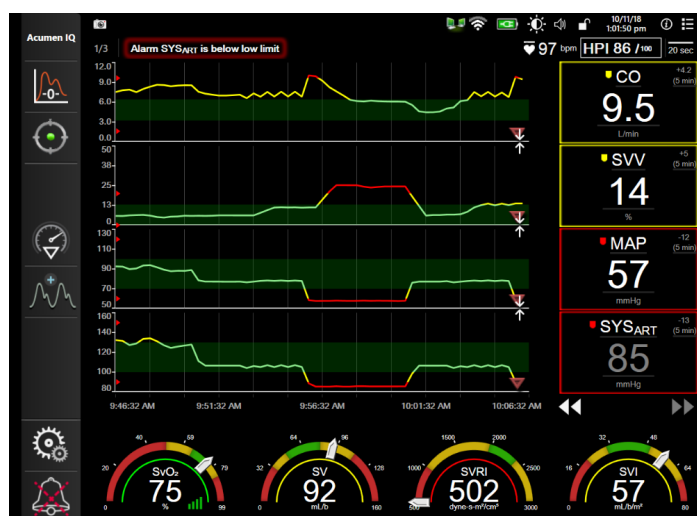 Acumen IQ
10/11/18
1:01:50 pm
1/3 Alarm SYSART is below low limit
97 bpm HPI 86 /100 20 sec
12.0
9.0
6.0
3.0
0.0
CO +4.2 (5 min)
9.5
L/min
50
38
25
13
0
SVV +5 (5 min)
14
%
130
110
90
70
50
MAP -12 (5 min)
57
mmHg
160
140
120
100
80
SYSART -13 (5 min)
85
mmHg
9:46:32 AM 9:51:32 AM 9:56:32 AM 10:01:32 AM 10:06:32 AM
0 20 40 59 79 99
SvO₂
75
%
0 32 64 96 128 160
SV
92
mL/b
500 1000 1500 2000 2500 3000
SVRI
502
dyne-s-m²/cm⁵
0 16 32 48 64 80
SVI
57
mL/b/m²
-0-